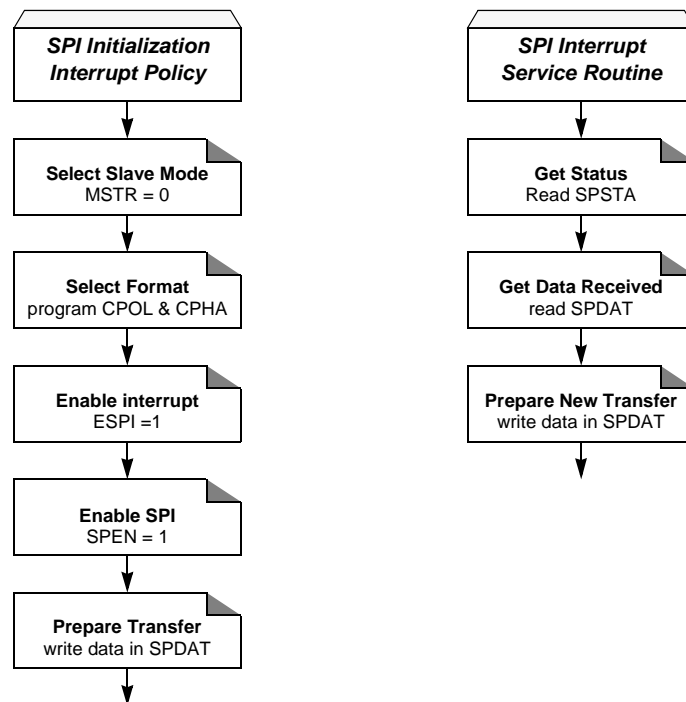 SPI Initialization
Interrupt Policy
Select Slave Mode
MSTR = 0
Select Format
program CPOL & CPHA
Enable interrupt
ESPI =1
Enable SPI
SPEN = 1
Prepare Transfer
write data in SPDAT
SPI Interrupt
Service Routine
Get Status
Read SPSTA
Get Data Received
read SPDAT
Prepare New Transfer
write data in SPDAT